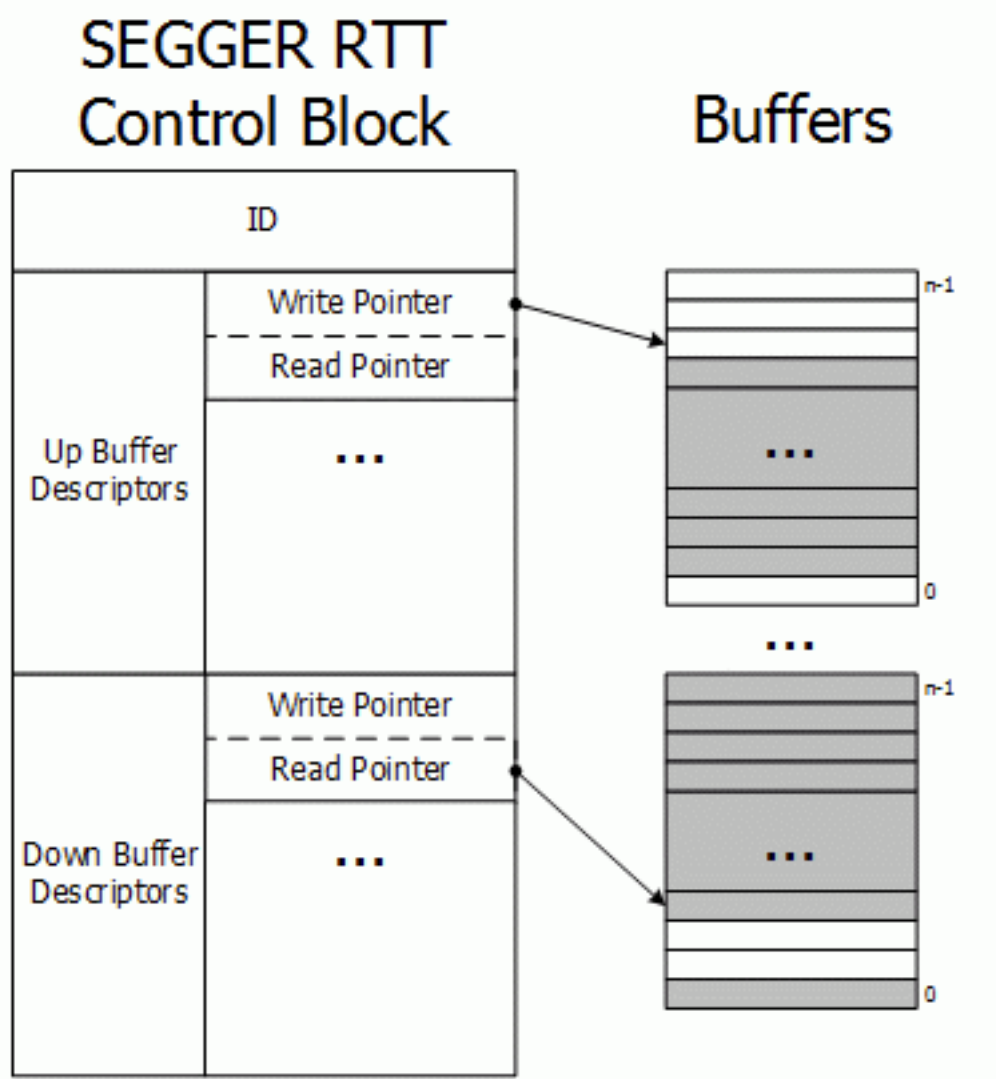 SEGGER RTT
Control Block
Buffers
ID
Up Buffer
Descriptors
Write Pointer
Read Pointer
...
n-1
...
0
...
Down Buffer
Descriptors
Write Pointer
Read Pointer
...
n-1
...
0